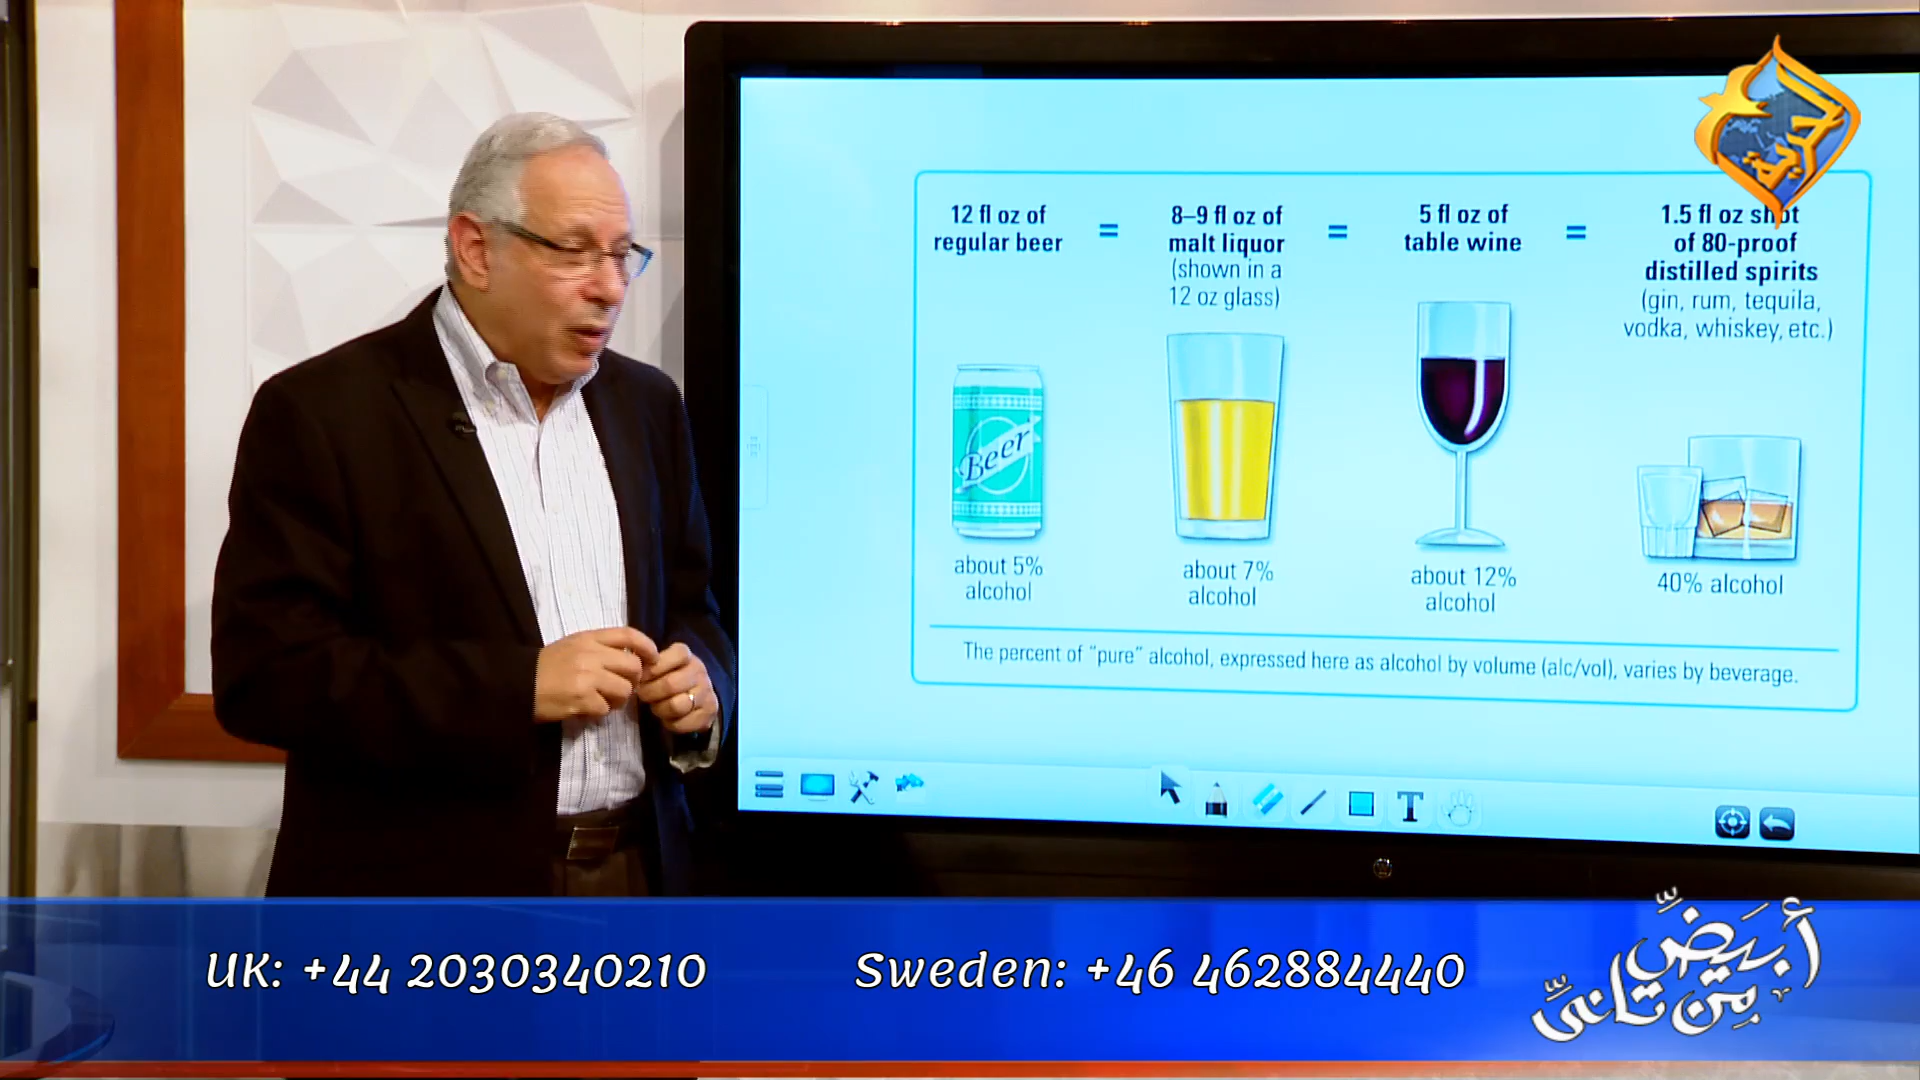 الحرية
12 fl oz of
regular beer
=
8–9 fl oz of
malt liquor
(shown in a
12 oz glass)
=
5 fl oz of
table wine
=
1.5 fl oz shot
of 80-proof
distilled spirits
(gin, rum, tequila,
vodka, whiskey, etc.)
Beer
about 5%
alcohol
about 7%
alcohol
about 12%
alcohol
40% alcohol
The percent of "pure" alcohol, expressed here as alcohol by volume (alc/vol), varies by beverage.
T
UK: +44 2030340210
Sweden: +46 462884440
أبيَضِّ
مِن تانىِّ